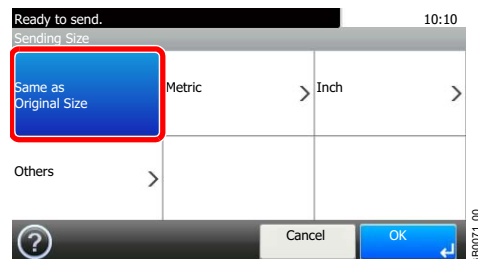 Ready to send.
10:10
Sending Size
Same as
Original Size
Metric
Inch
Others
?
Cancel
OK